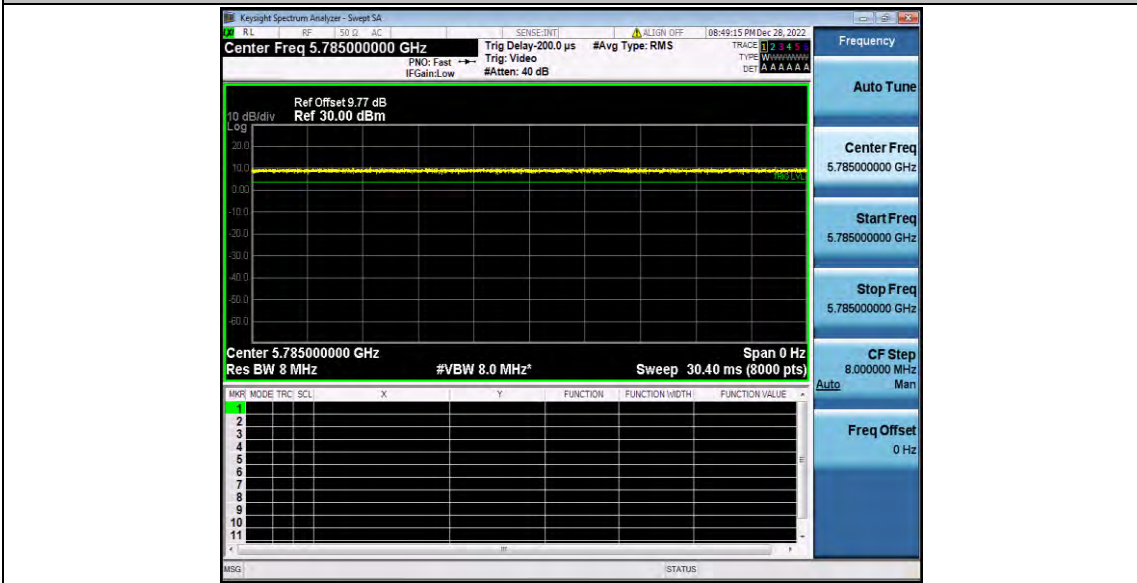 Keysight Spectrum Analyzer - Swept SA
RL RF 50 Ω AC SENSE:INT ALIGN OFF 08:49:15 PM Dec 28, 2022
Center Freq 5.785000000 GHz
PNO: Fast
IFGain:Low
Trig Delay-200.0 µs
Trig: Video
#Atten: 40 dB
#Avg Type: RMS
TRACE 1 2 3 4 5 6
TYPE
DET A A A A A A
Frequency
Ref Offset 9.77 dB
10 dB/div Ref 30.00 dBm
Log
20.0
10.0
0.00
-10.0
-20.0
-30.0
-40.0
-50.0
-60.0
TRIG LVL
Center 5.785000000 GHz Span 0 Hz
Res BW 8 MHz #VBW 8.0 MHz* Sweep 30.40 ms (8000 pts)
MKR MODE TRC SCL X Y FUNCTION FUNCTION WIDTH FUNCTION VALUE
1
2
3
4
5
6
7
8
9
10
11
MSG STATUS
Auto Tune
Center Freq
5.785000000 GHz
Start Freq
5.785000000 GHz
Stop Freq
5.785000000 GHz
CF Step
8.000000 MHz
Auto Man
Freq Offset
0 Hz